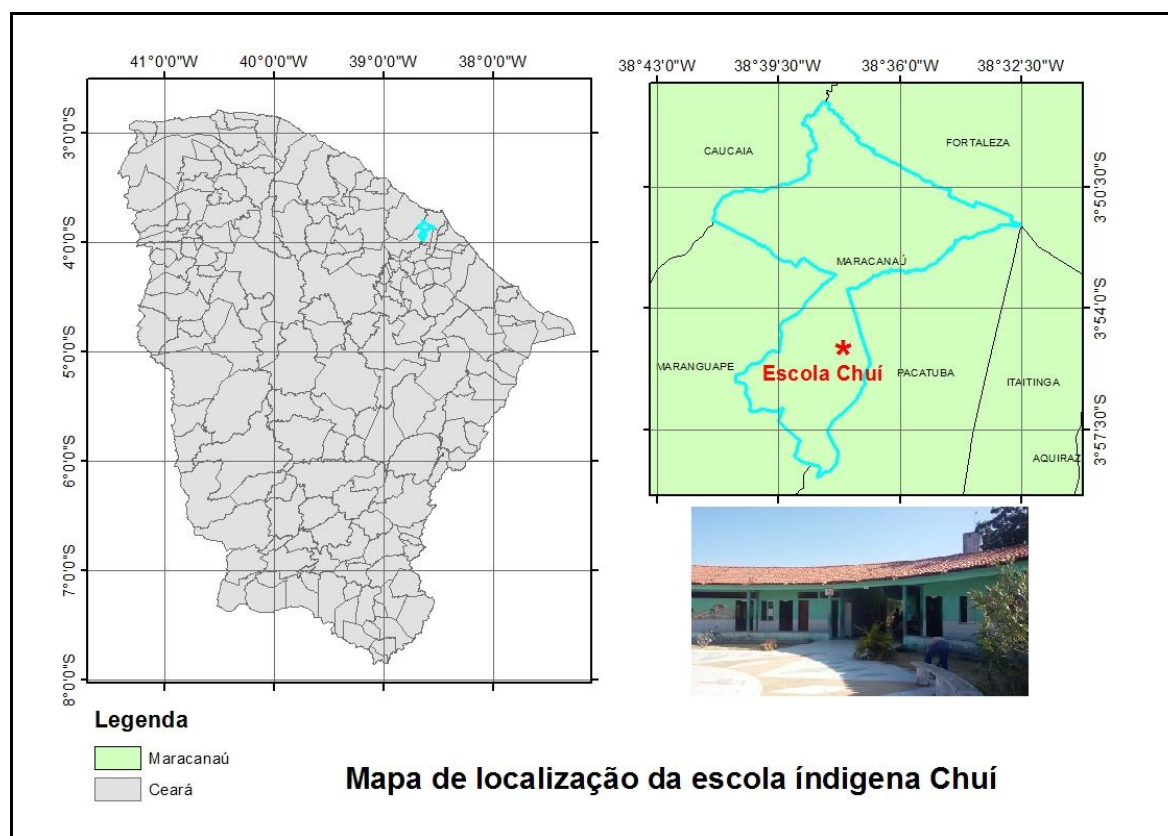 41°0'0"W 40°0'0"W 39°0'0"W 38°0'0"W
3°0'0"S
4°0'0"S
5°0'0"S
6°0'0"S
7°0'0"S
8°0'0"S
38°43'0"W 38°39'30"W 38°36'0"W 38°32'30"W
3°50'30"S
3°54'0"S
3°57'30"S
CAUCAIA
FORTALEZA
MARACANAÚ
MARANGUAPE
Escola Chuí
PACATUBA
ITAITINGA
AQUIRAZ
Legenda
Maracanaú
Ceará
Mapa de localização da escola índigena Chuí